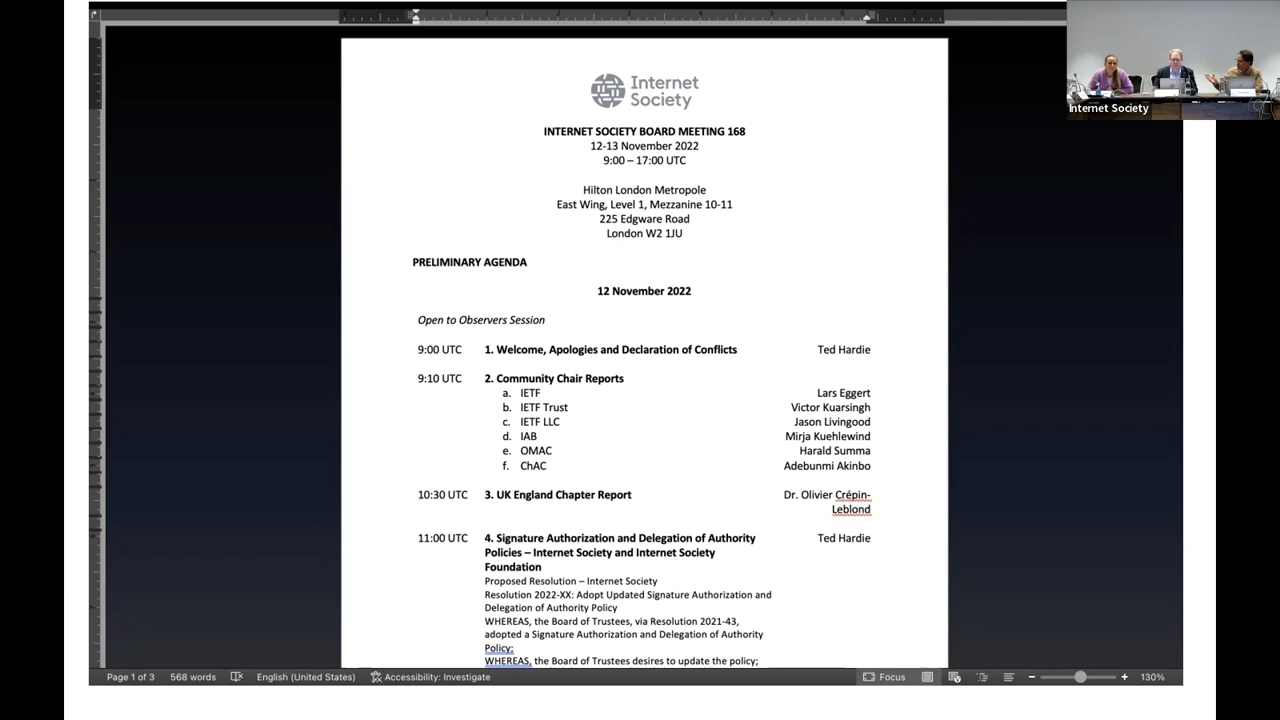 Internet
Society
Internet Society
INTERNET SOCIETY BOARD MEETING 168
12-13 November 2022
9:00 – 17:00 UTC
Hilton London Metropole
East Wing, Level 1, Mezzanine 10-11
225 Edgware Road
London W2 1JU
PRELIMINARY AGENDA
12 November 2022
Open to Observers Session
9:00 UTC 1. Welcome, Apologies and Declaration of Conflicts Ted Hardie
9:10 UTC 2. Community Chair Reports
a. IETF Lars Eggert
b. IETF Trust Victor Kuarsingh
c. IETF LLC Jason Livingood
d. IAB Mirja Kuehlewind
e. OMAC Harald Summa
f. ChAC Adebunmi Akinbo
10:30 UTC 3. UK England Chapter Report Dr. Olivier Crépin-
Leblond
11:00 UTC 4. Signature Authorization and Delegation of Authority Ted Hardie
Policies – Internet Society and Internet Society
Foundation
Proposed Resolution – Internet Society
Resolution 2022-XX: Adopt Updated Signature Authorization and
Delegation of Authority Policy
WHEREAS, the Board of Trustees, via Resolution 2021-43,
adopted a Signature Authorization and Delegation of Authority
Policy;
WHEREAS, the Board of Trustees desires to update the policy;
Page 1 of 3 568 words English (United States) Accessibility: Investigate Focus 130%